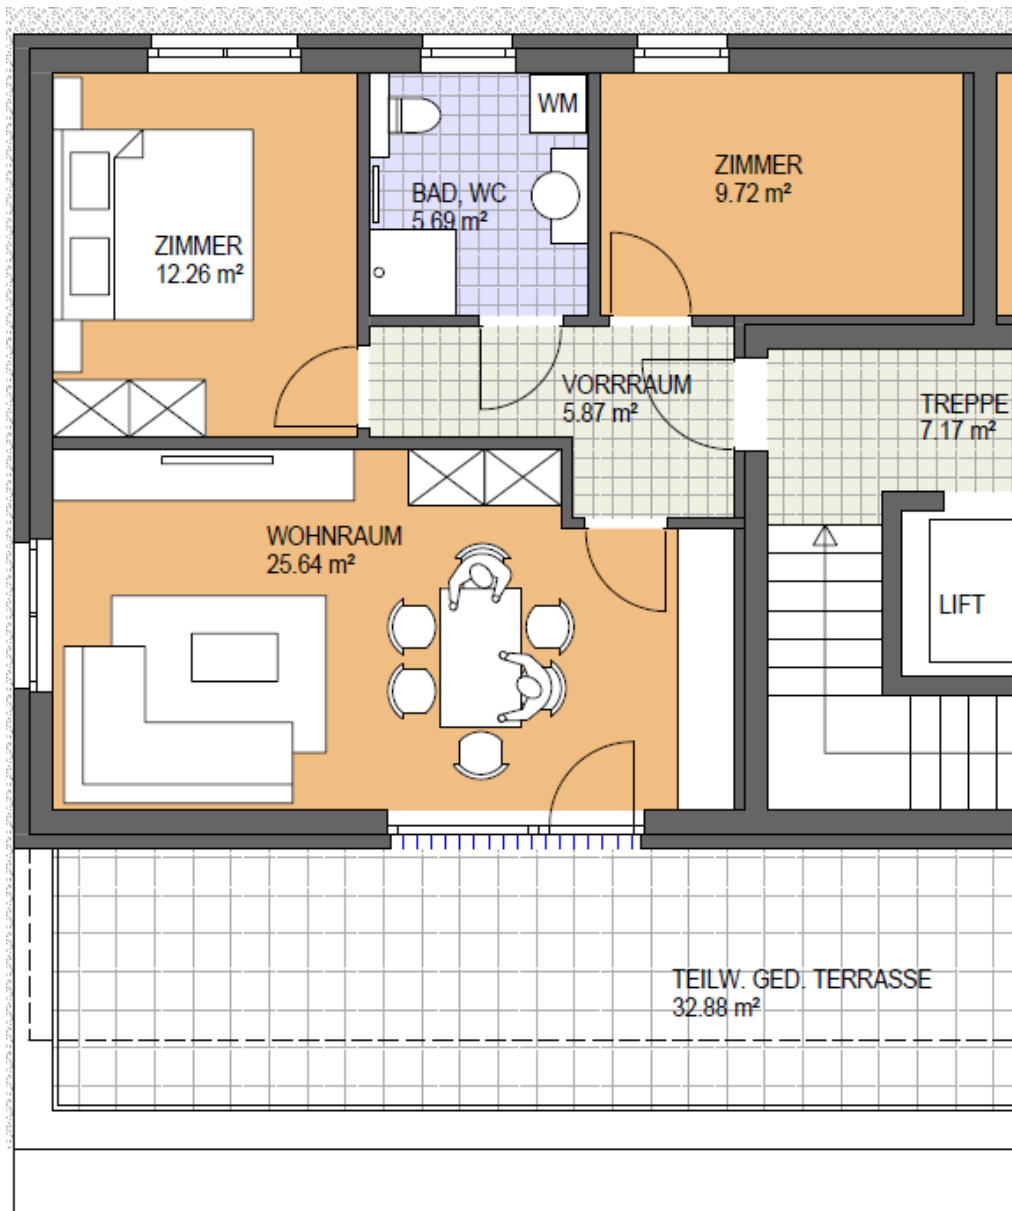 WM
ZIMMER
9.72 m²
BAD, WC
5.69 m²
ZIMMER
12.26 m²
VORRRAUM
5.87 m²
TREPPE
7.17 m²
WOHNRAUM
25.64 m²
LIFT
TEILW. GED. TERRASSE
32.88 m²